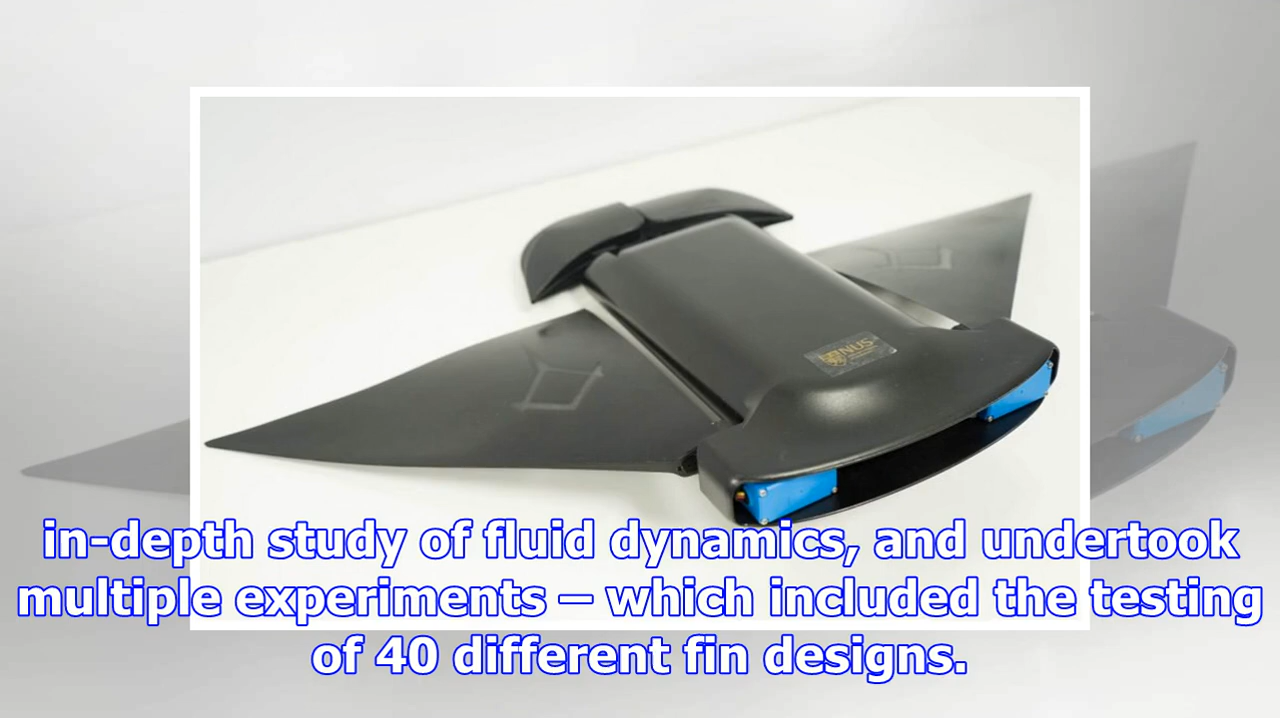 NUS
in-depth study of fluid dynamics, and undertook
multiple experiments – which included the testing
of 40 different fin designs.